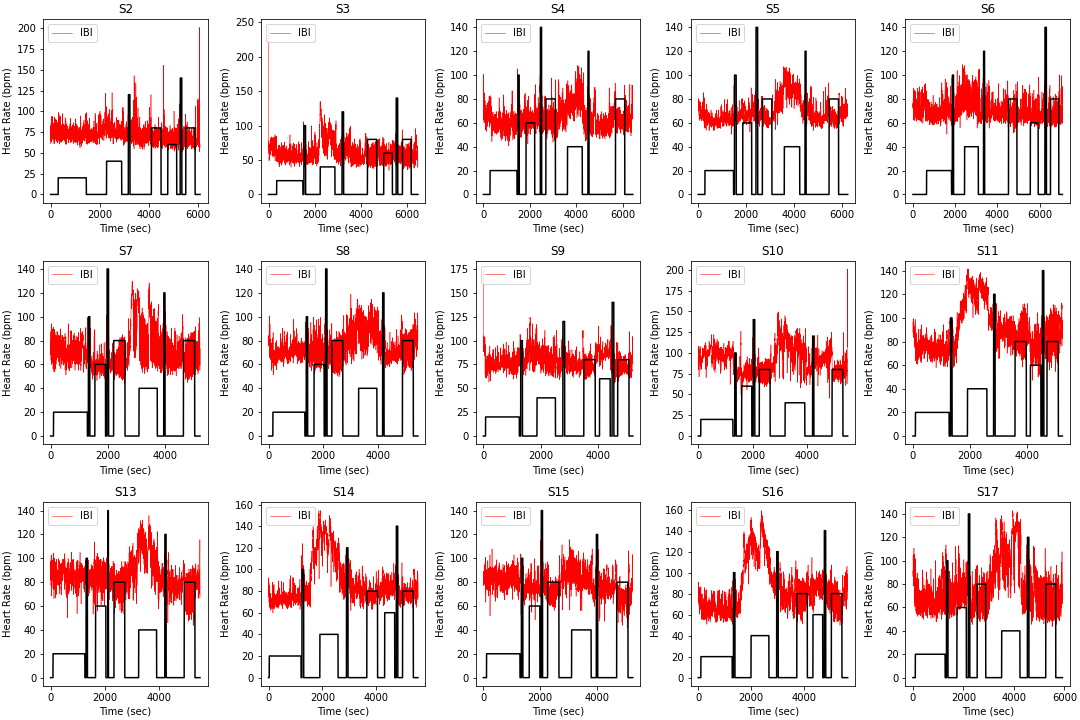 S2
IBI
200
175
150
125
100
75
50
25
0
Heart Rate (bpm)
0 2000 4000 6000
Time (sec)
S3
IBI
250
200
150
100
50
0
Heart Rate (bpm)
0 2000 4000 6000
Time (sec)
S4
IBI
140
120
100
80
60
40
20
0
Heart Rate (bpm)
0 2000 4000 6000
Time (sec)
S5
IBI
140
120
100
80
60
40
20
0
Heart Rate (bpm)
0 2000 4000 6000
Time (sec)
S6
IBI
140
120
100
80
60
40
20
0
Heart Rate (bpm)
0 2000 4000 6000
Time (sec)
S7
IBI
140
120
100
80
60
40
20
0
Heart Rate (bpm)
0 2000 4000
Time (sec)
S8
IBI
140
120
100
80
60
40
20
0
Heart Rate (bpm)
0 2000 4000
Time (sec)
S9
IBI
175
150
125
100
75
50
25
0
Heart Rate (bpm)
0 2000 4000
Time (sec)
S10
IBI
200
175
150
125
100
75
50
25
0
Heart Rate (bpm)
0 2000 4000
Time (sec)
S11
IBI
140
120
100
80
60
40
20
0
Heart Rate (bpm)
0 2000 4000
Time (sec)
S13
IBI
140
120
100
80
60
40
20
0
Heart Rate (bpm)
0 2000 4000
Time (sec)
S14
IBI
160
140
120
100
80
60
40
20
0
Heart Rate (bpm)
0 2000 4000
Time (sec)
S15
IBI
140
120
100
80
60
40
20
0
Heart Rate (bpm)
0 2000 4000
Time (sec)
S16
IBI
160
140
120
100
80
60
40
20
0
Heart Rate (bpm)
0 2000 4000
Time (sec)
S17
IBI
140
120
100
80
60
40
20
0
Heart Rate (bpm)
0 2000 4000 6000
Time (sec)